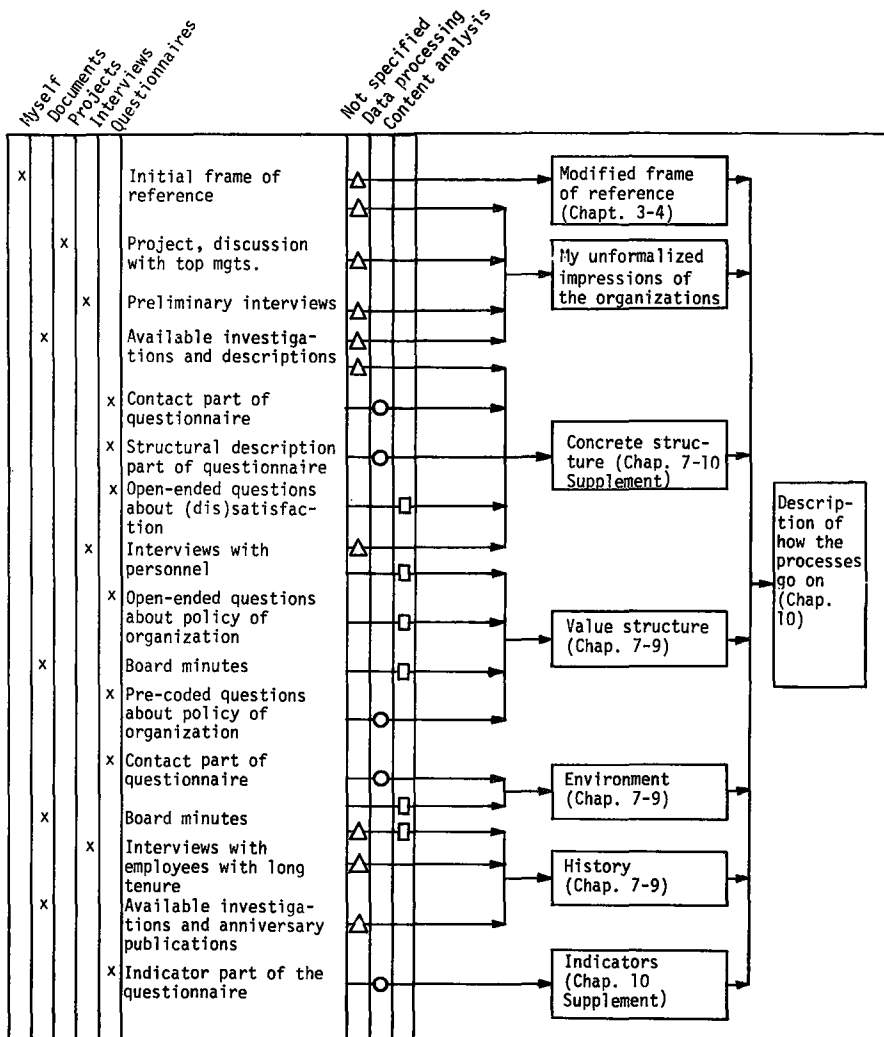 Myself
Documents
Projects
Interviews
Questionnaires
Not specified
Data processing
Content analysis
x
Initial frame of
reference
x
Project, discussion
with top mgts.
x
Preliminary interviews
x
Available investiga-
tions and descriptions
x
Contact part of
questionnaire
x
Structural description
part of questionnaire
x
Open-ended questions
about (dis)satisfac-
tion
x
Interviews with
personnel
x
Open-ended questions
about policy of
organization
x
Board minutes
x
Pre-coded questions
about policy of
organization
x
Contact part of
questionnaire
x
Board minutes
x
Interviews with
employees with long
tenure
x
Available investiga-
tions and anniversary
publications
x
Indicator part of the
questionnaire
Modified frame
of reference
(Chapt. 3-4)
My unformalized
impressions of
the organizations
Concrete struc-
ture (Chap. 7-10
Supplement)
Value structure
(Chap. 7-9)
Environment
(Chap. 7-9)
History
(Chap. 7-9)
Indicators
(Chap. 10
Supplement)
Descrip-
tion of
how the
processes
go on
(Chap.
10)